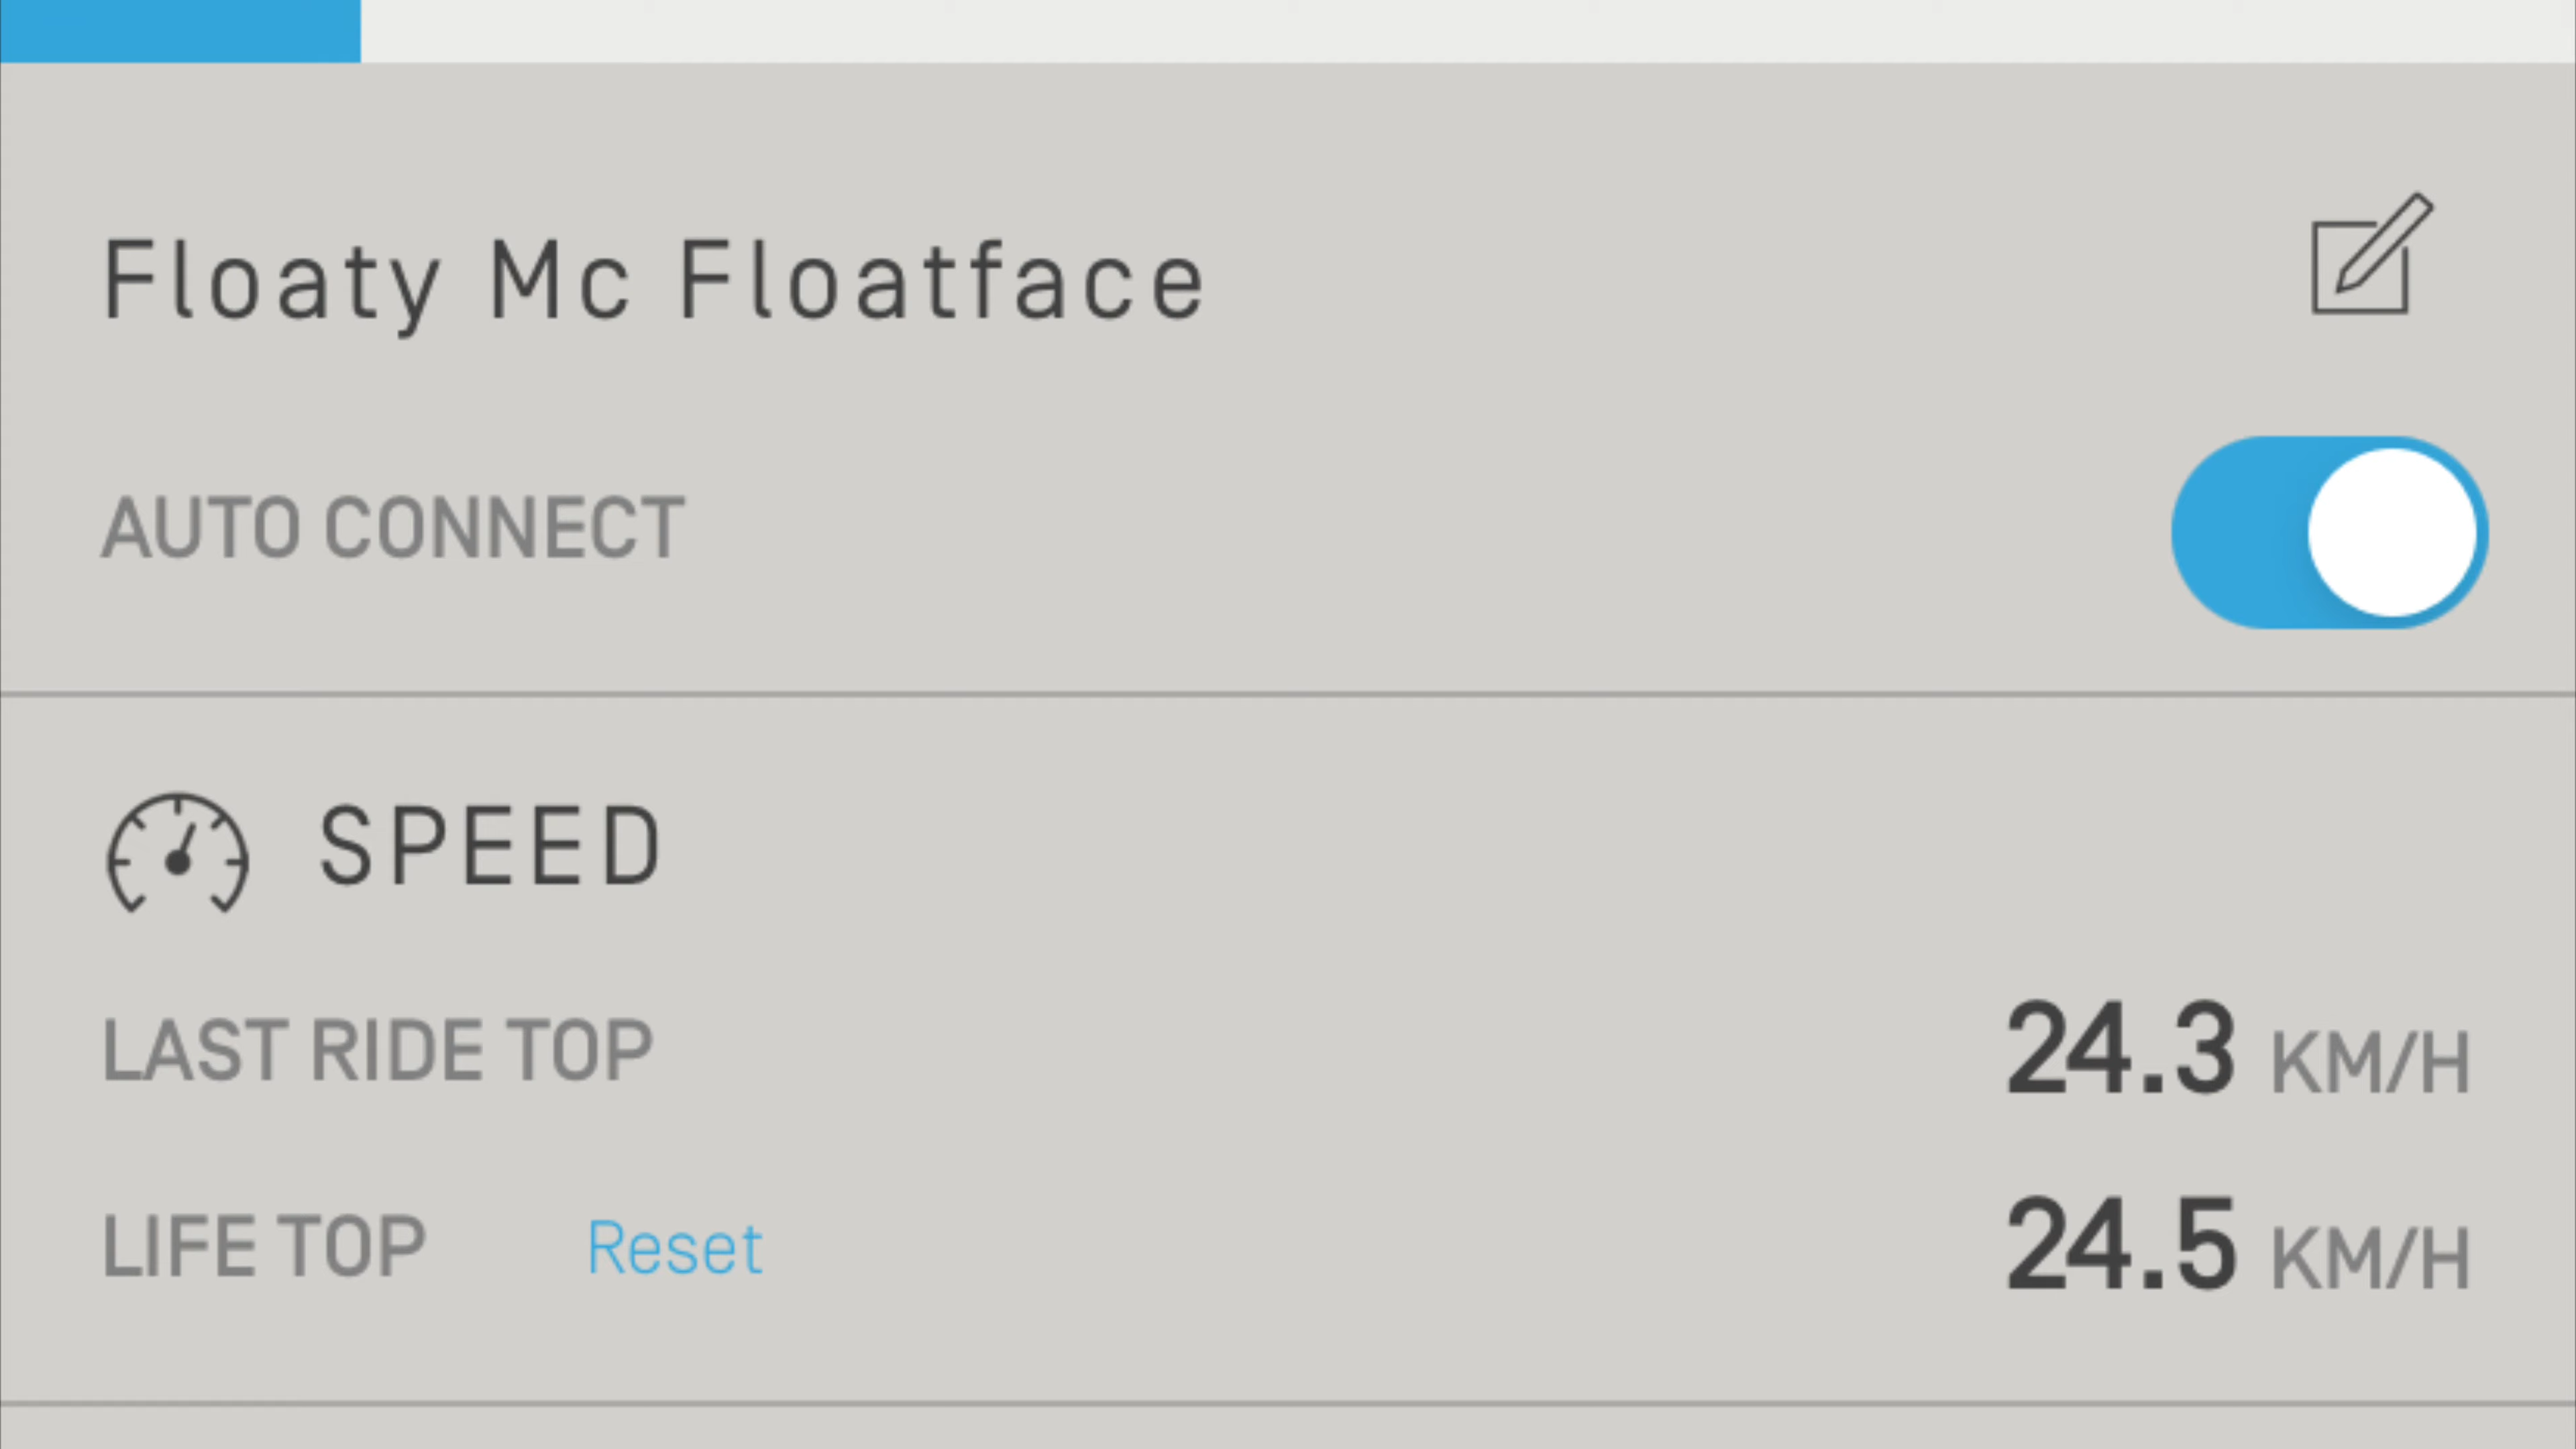 Floaty Mc Floatface
AUTO CONNECT
SPEED
LAST RIDE TOP 24.3 KM/H
LIFE TOP Reset 24.5 KM/H